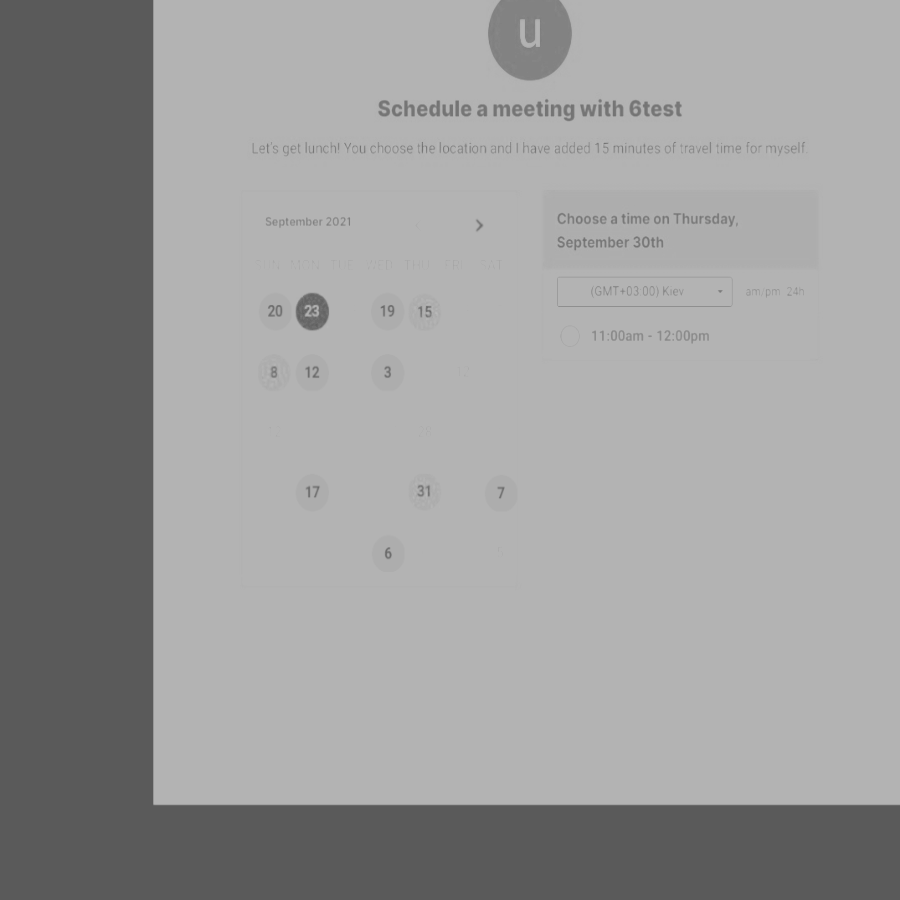 u
Schedule a meeting with 6test
Let's get lunch! You choose the location and I have added 15 minutes of travel time for myself.
September 2021
SUN MON TUE WED THU FRI SAT
20 23 19 15
8 12 3
17 31 7
6
Choose a time on Thursday,
September 30th
(GMT+03:00) Kiev am/pm 24h
11:00am - 12:00pm